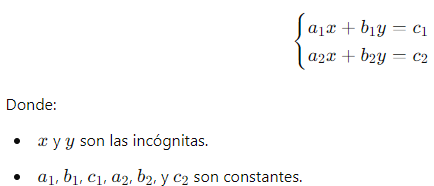 a₁x + b₁y = c₁
a₂x + b₂y = c₂
Donde:
• x y y son las incógnitas.
• a₁, b₁, c₁, a₂, b₂, y c₂ son constantes.